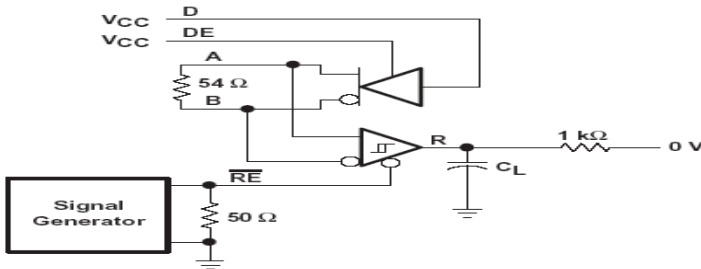 VCC D
VCC DE
A
54 Ω
B
R
1 kΩ
0 V
CL
RE
Signal
Generator
50 Ω